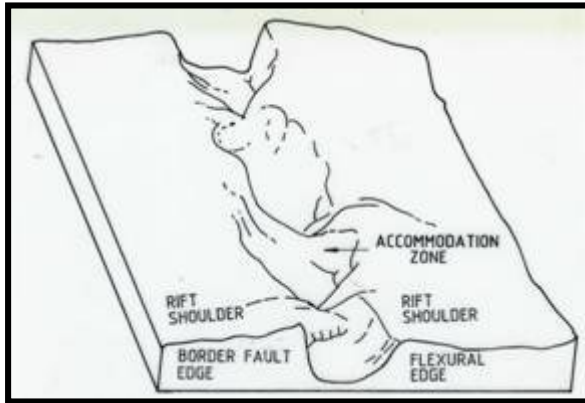 ACCOMMODATION
ZONE
RIFT
SHOULDER
RIFT
SHOULDER
BORDER FAULT
EDGE
FLEXURAL
EDGE